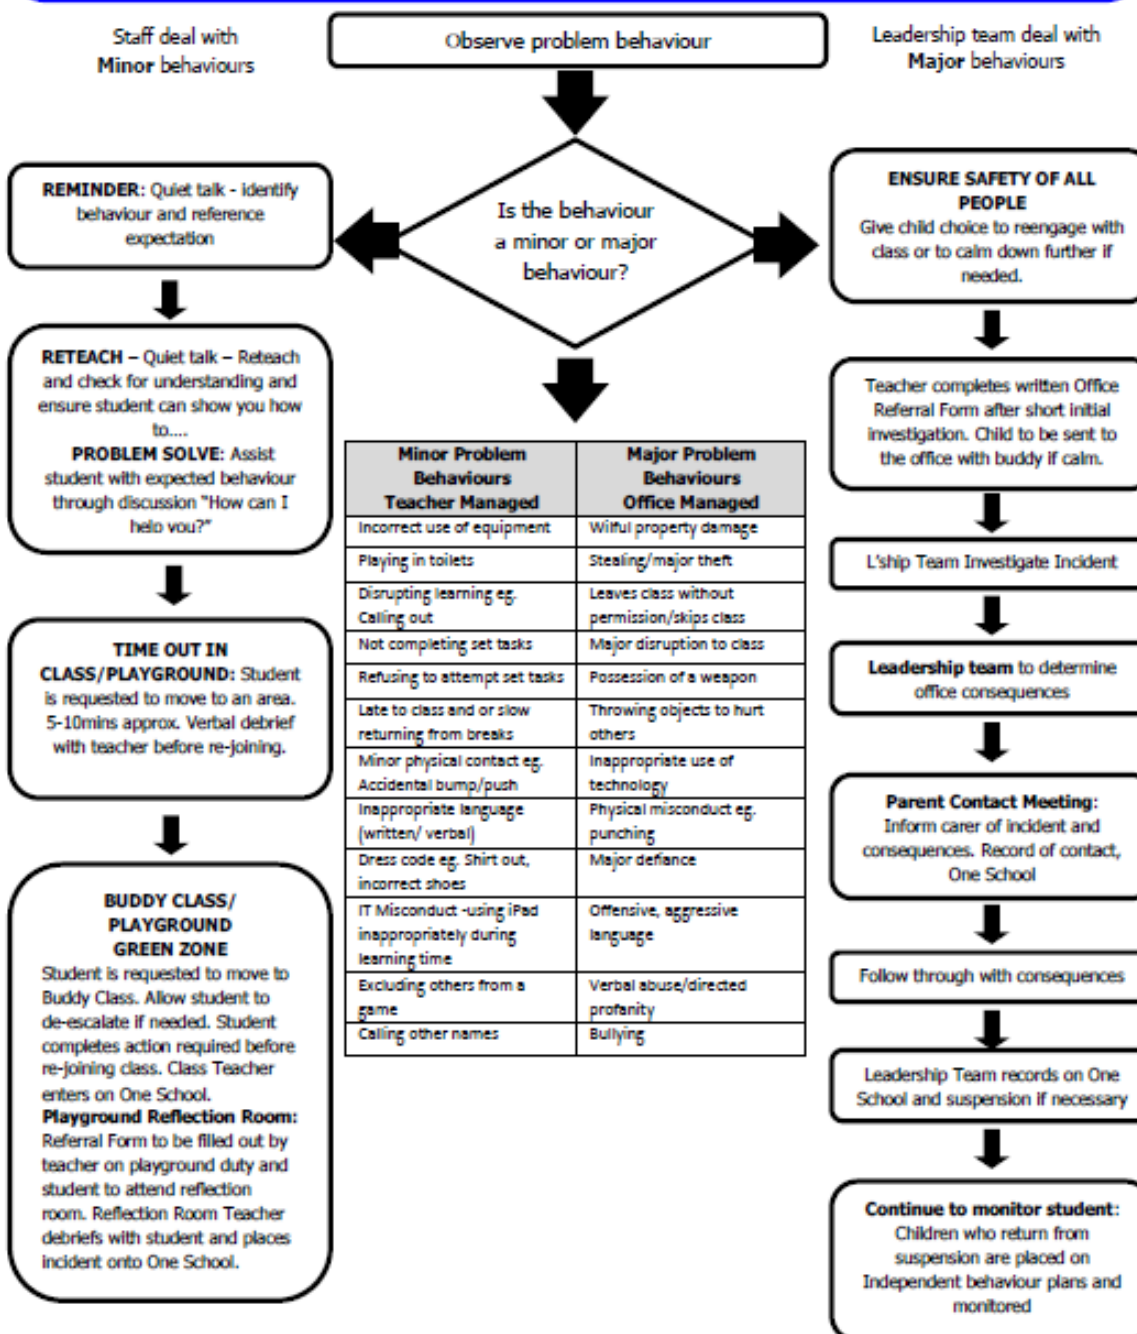 Staff deal with
Minor behaviours
Observe problem behaviour
Leadership team deal with
Major behaviours
Is the behaviour
a minor or major
behaviour?
REMINDER: Quiet talk - identify
behaviour and reference
expectation
RETEACH – Quiet talk – Reteach
and check for understanding and
ensure student can show you how
to....
PROBLEM SOLVE: Assist
student with expected behaviour
through discussion "How can I
help you?"
TIME OUT IN
CLASS/PLAYGROUND: Student
is requested to move to an area.
5-10mins approx. Verbal debrief
with teacher before re-joining.
BUDDY CLASS/
PLAYGROUND
GREEN ZONE
Student is requested to move to
Buddy Class. Allow student to
de-escalate if needed. Student
completes action required before
re-joining class. Class Teacher
enters on One School.
Playground Reflection Room:
Referral Form to be filled out by
teacher on playground duty and
student to attend reflection
room. Reflection Room Teacher
debriefs with student and places
incident onto One School.
Minor Problem
Behaviours
Teacher Managed
Major Problem
Behaviours
Office Managed
Incorrect use of equipment
Wilful property damage
Playing in toilets
Stealing/major theft
Disrupting learning eg.
Calling out
Leaves class without
permission/skips class
Not completing set tasks
Major disruption to class
Refusing to attempt set tasks
Possession of a weapon
Late to class and or slow
returning from breaks
Throwing objects to hurt
others
Minor physical contact eg.
Accidental bump/push
Inappropriate use of
technology
Inappropriate language
(written/ verbal)
Physical misconduct eg.
punching
Dress code eg. Shirt out,
incorrect shoes
Major defiance
IT Misconduct -using iPad
inappropriately during
learning time
Offensive, aggressive
language
Excluding others from a
game
Verbal abuse/directed
profanity
Calling other names
Bullying
ENSURE SAFETY OF ALL
PEOPLE
Give child choice to reengage with
class or to calm down further if
needed.
Teacher completes written Office
Referral Form after short initial
investigation. Child to be sent to
the office with buddy if calm.
L'ship Team Investigate Incident
Leadership team to determine
office consequences
Parent Contact Meeting:
Inform carer of incident and
consequences. Record of contact,
One School
Follow through with consequences
Leadership Team records on One
School and suspension if necessary
Continue to monitor student:
Children who return from
suspension are placed on
Independent behaviour plans and
monitored